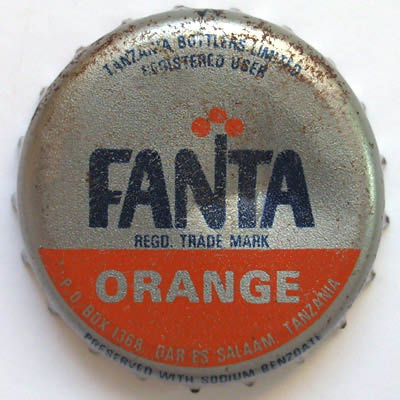 TANZANIA BOTTLERS LIMITED
REGISTERED USER
FANTA
REGD. TRADE MARK
ORANGE
P.O BOX 1368, DAR ES SALAAM, TANZANIA
PRESERVED WITH SODIUM BENZOATE